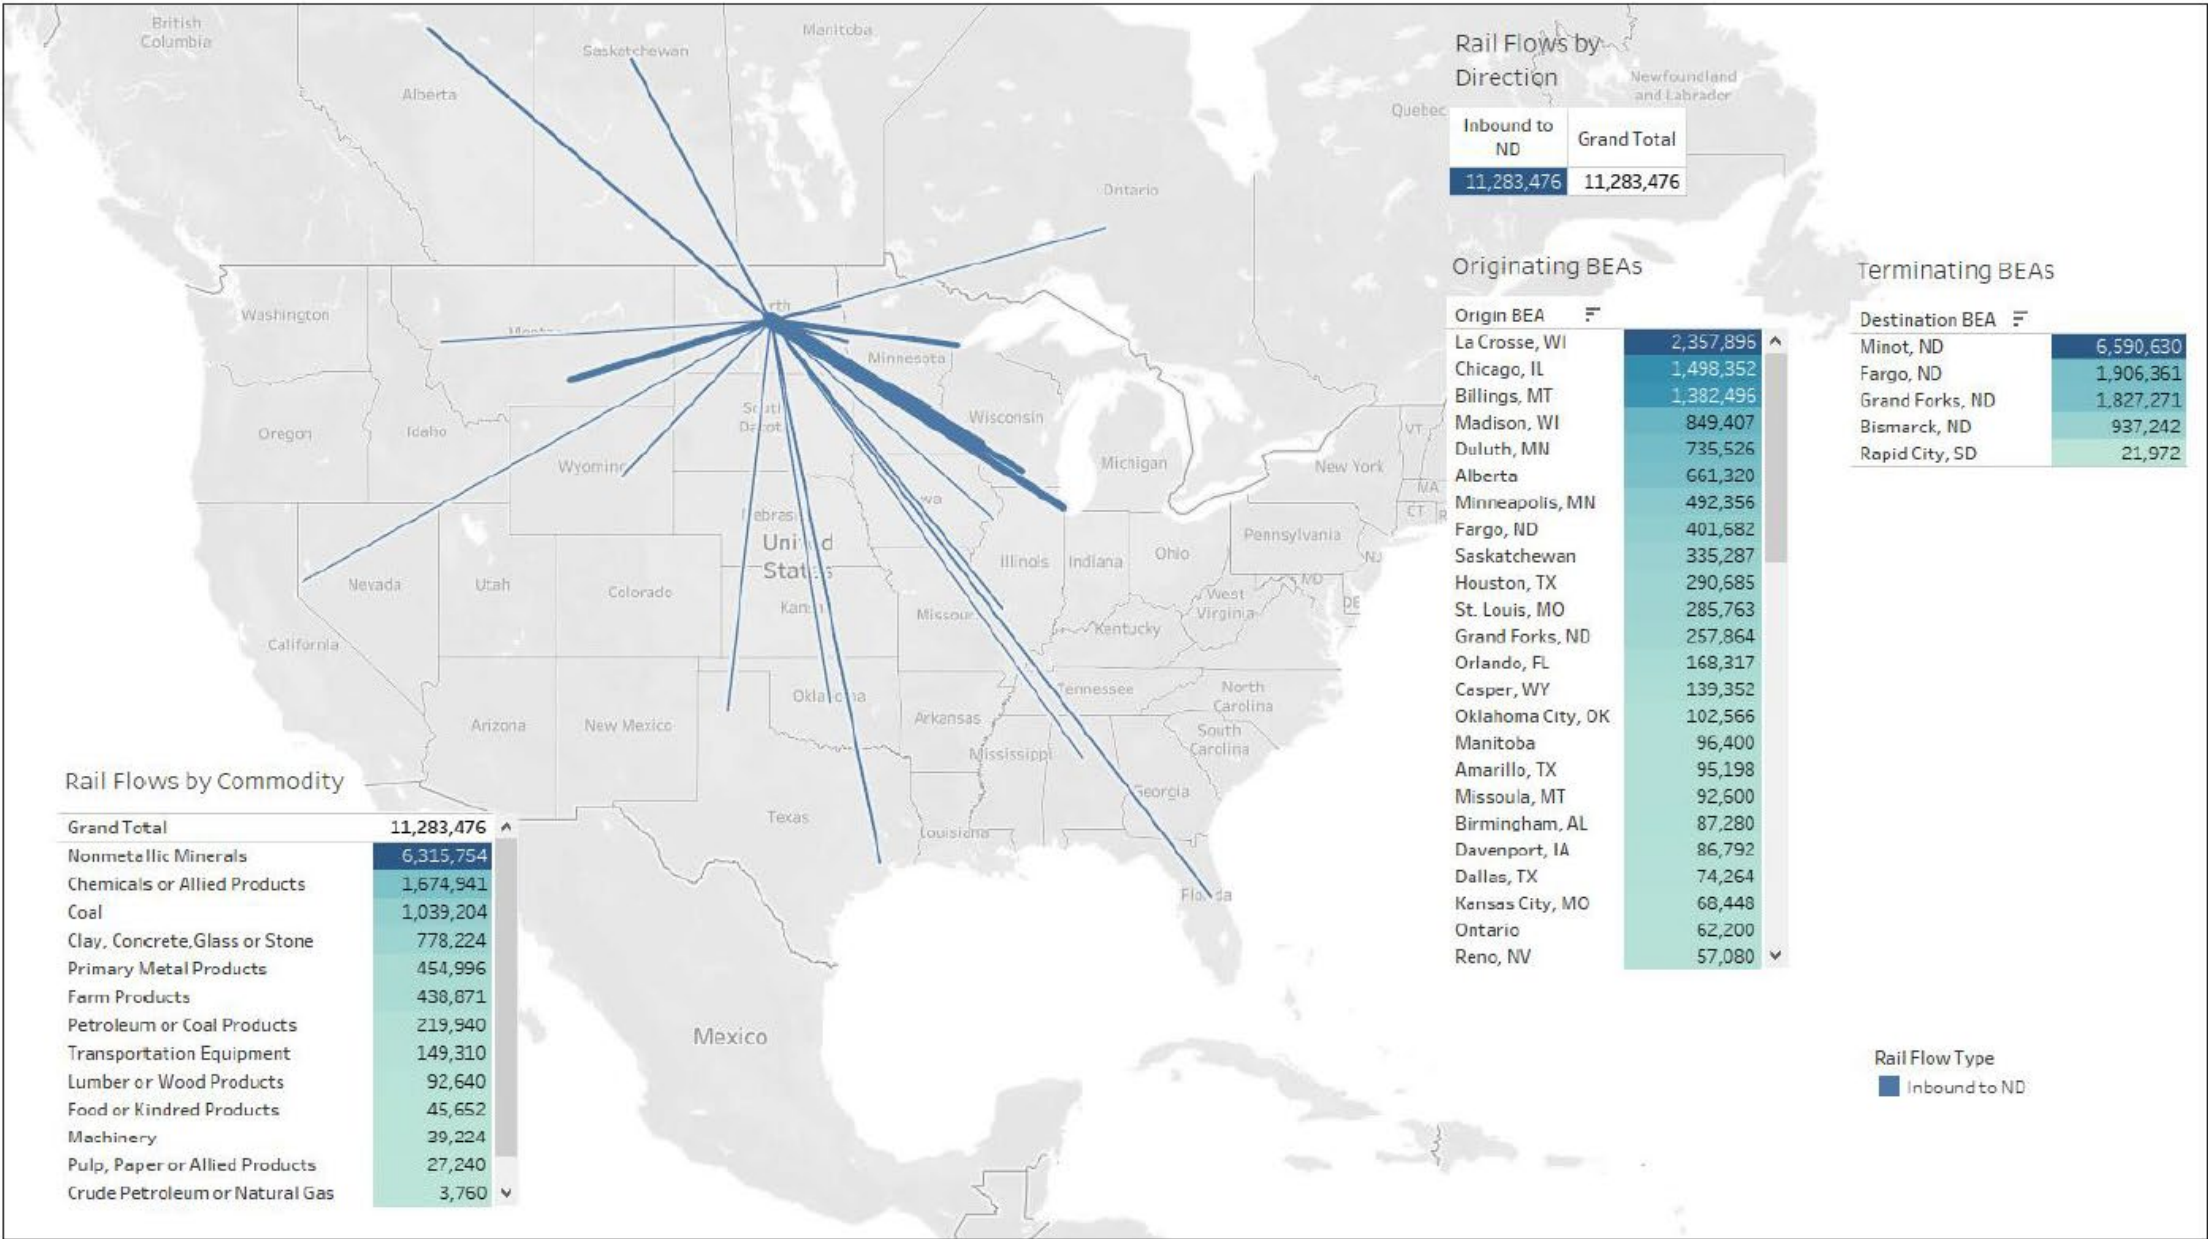 British
Columbia
Manitoba
Saskatchewan
Alberta
Ontario
Quebec
Newfoundland
and Labrador
Washington
Minnesota
Oregon
Idaho
Wisconsin
Michigan
New York
VT
MA
CT
Wyoming
United
States
Nevada
Utah
Colorado
Illinois
Indiana
Ohio
Pennsylvania
NJ
MD
DE
West
Virginia
Kentucky
California
Arizona
New Mexico
Oklahoma
Arkansas
Tennessee
North
Carolina
South
Carolina
Mississippi
Georgia
Texas
Louisiana
Florida
Mexico
Rail Flows by
Direction
Inbound to
ND
Grand Total
11,283,476 11,283,476
Originating BEAs
Origin BEA
La Crosse, WI 2,357,896
Chicago, IL 1,498,352
Billings, MT 1,382,496
Madison, WI 849,407
Duluth, MN 735,526
Alberta 661,320
Minneapolis, MN 492,356
Fargo, ND 401,682
Saskatchewan 335,287
Houston, TX 290,685
St. Louis, MO 285,763
Grand Forks, ND 257,864
Orlando, FL 168,317
Casper, WY 139,352
Oklahoma City, OK 102,566
Manitoba 96,400
Amarillo, TX 95,198
Missoula, MT 92,600
Birmingham, AL 87,280
Davenport, IA 86,792
Dallas, TX 74,264
Kansas City, MO 68,448
Ontario 62,200
Reno, NV 57,080
Terminating BEAs
Destination BEA
Minot, ND 6,590,630
Fargo, ND 1,906,361
Grand Forks, ND 1,827,271
Bismarck, ND 937,242
Rapid City, SD 21,972
Rail Flows by Commodity
Grand Total 11,283,476
Nonmetallic Minerals 6,315,754
Chemicals or Allied Products 1,674,941
Coal 1,039,204
Clay, Concrete,Glass or Stone 778,224
Primary Metal Products 454,996
Farm Products 438,871
Petroleum or Coal Products 219,940
Transportation Equipment 149,310
Lumber or Wood Products 92,640
Food or Kindred Products 45,652
Machinery 39,224
Pulp, Paper or Allied Products 27,240
Crude Petroleum or Natural Gas 3,760
Rail Flow Type
Inbound to ND